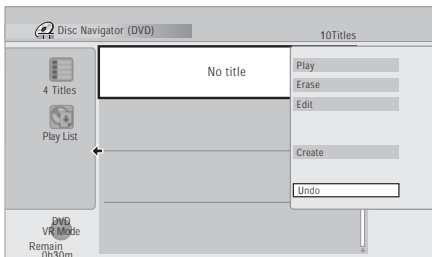 Disc Navigator (DVD)
10Titles
4 Titles
Play List
No title
Play
Erase
Edit
Create
Undo
DVD
VR Mode
Remain
0h30m